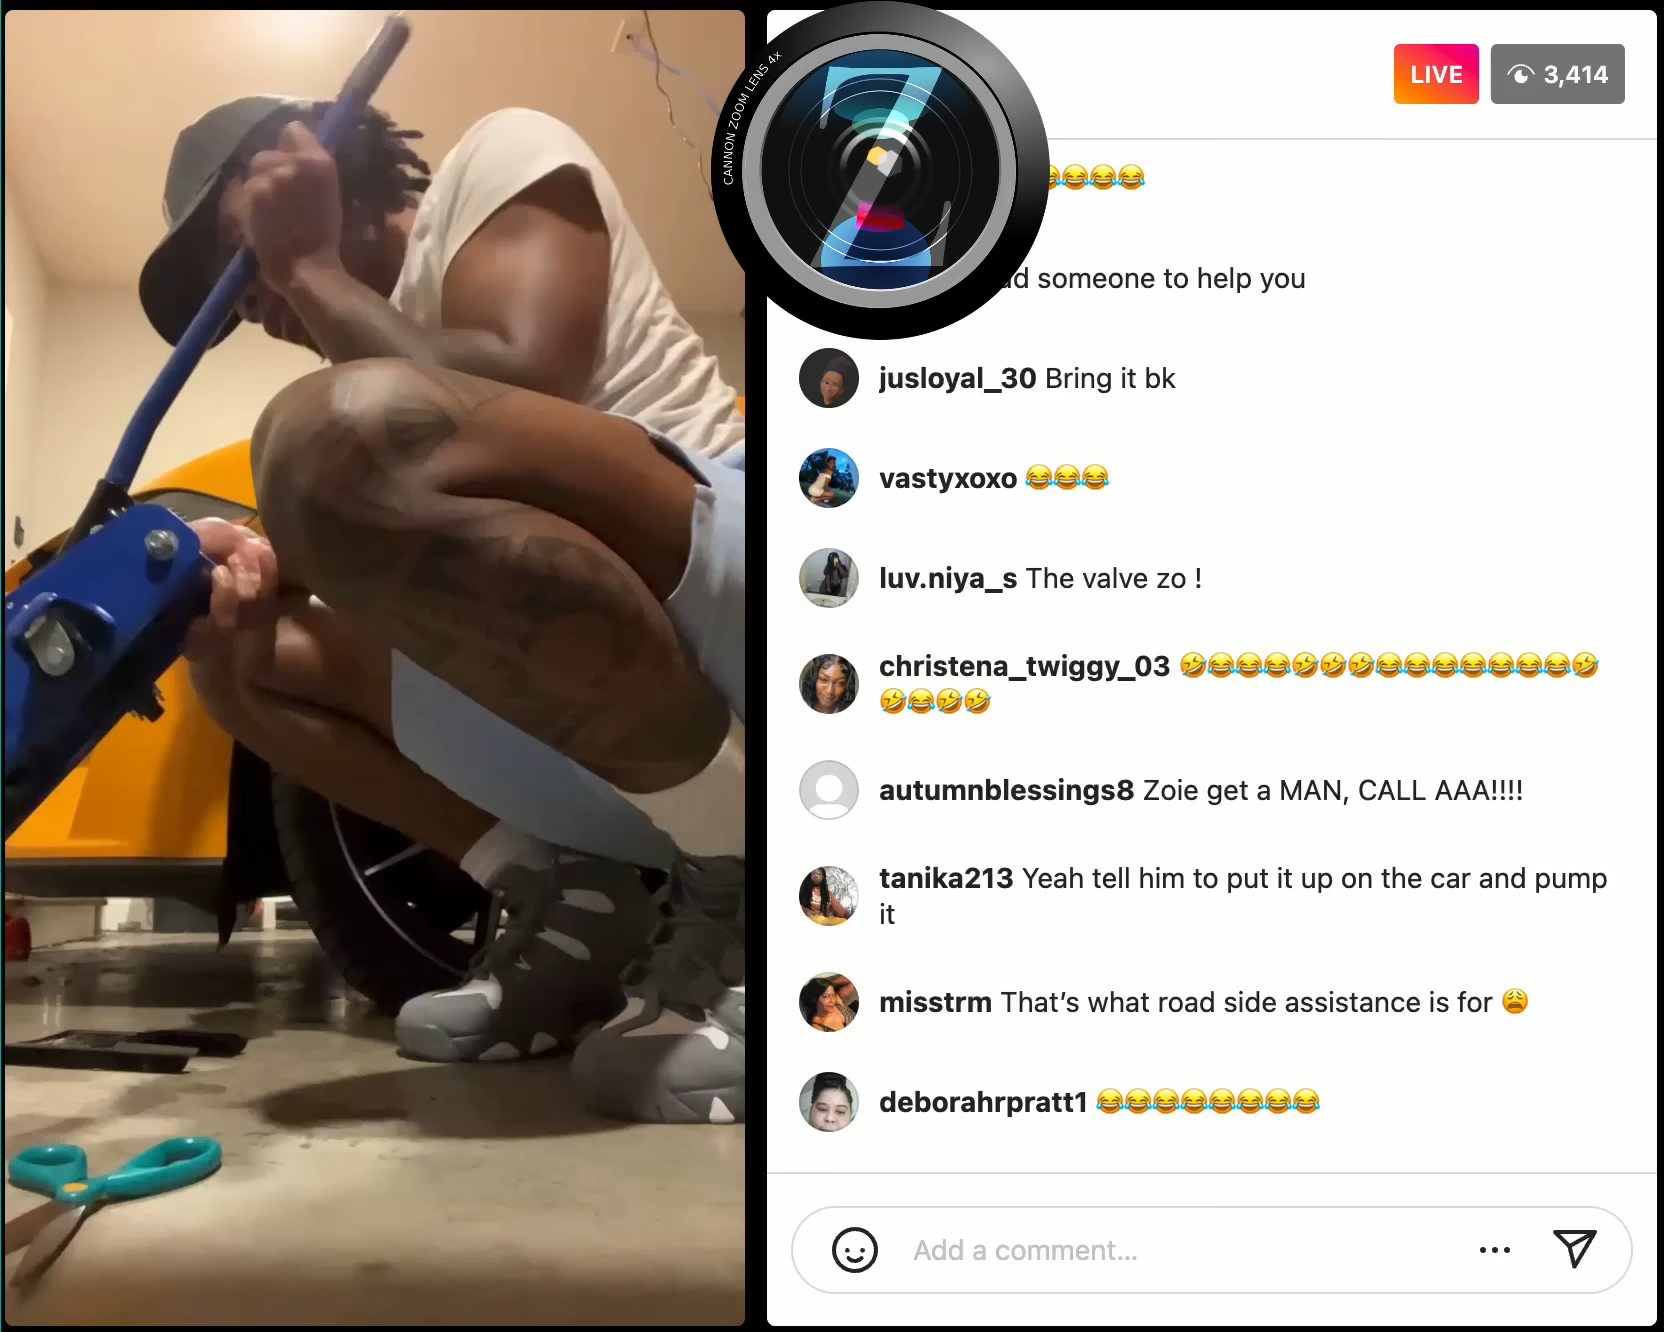 CANNON ZOOM LENS 4x
Z
LIVE
3,414
😂😂😂😂
someone to help you
jusloyal_30 Bring it bk
vastyxoxo 😂😂😂
luv.niya_s The valve zo !
christena_twiggy_03 🤣😂😂😂🤣🤣🤣😂😂😂😂😂😂😂🤣
🤣😂🤣🤣
autumnblessings8 Zoie get a MAN, CALL AAA!!!!
tanika213 Yeah tell him to put it up on the car and pump
it
misstrm That’s what road side assistance is for 😩
deborahrpratt1 😂😂😂😂😂😂😂😂
Add a comment...